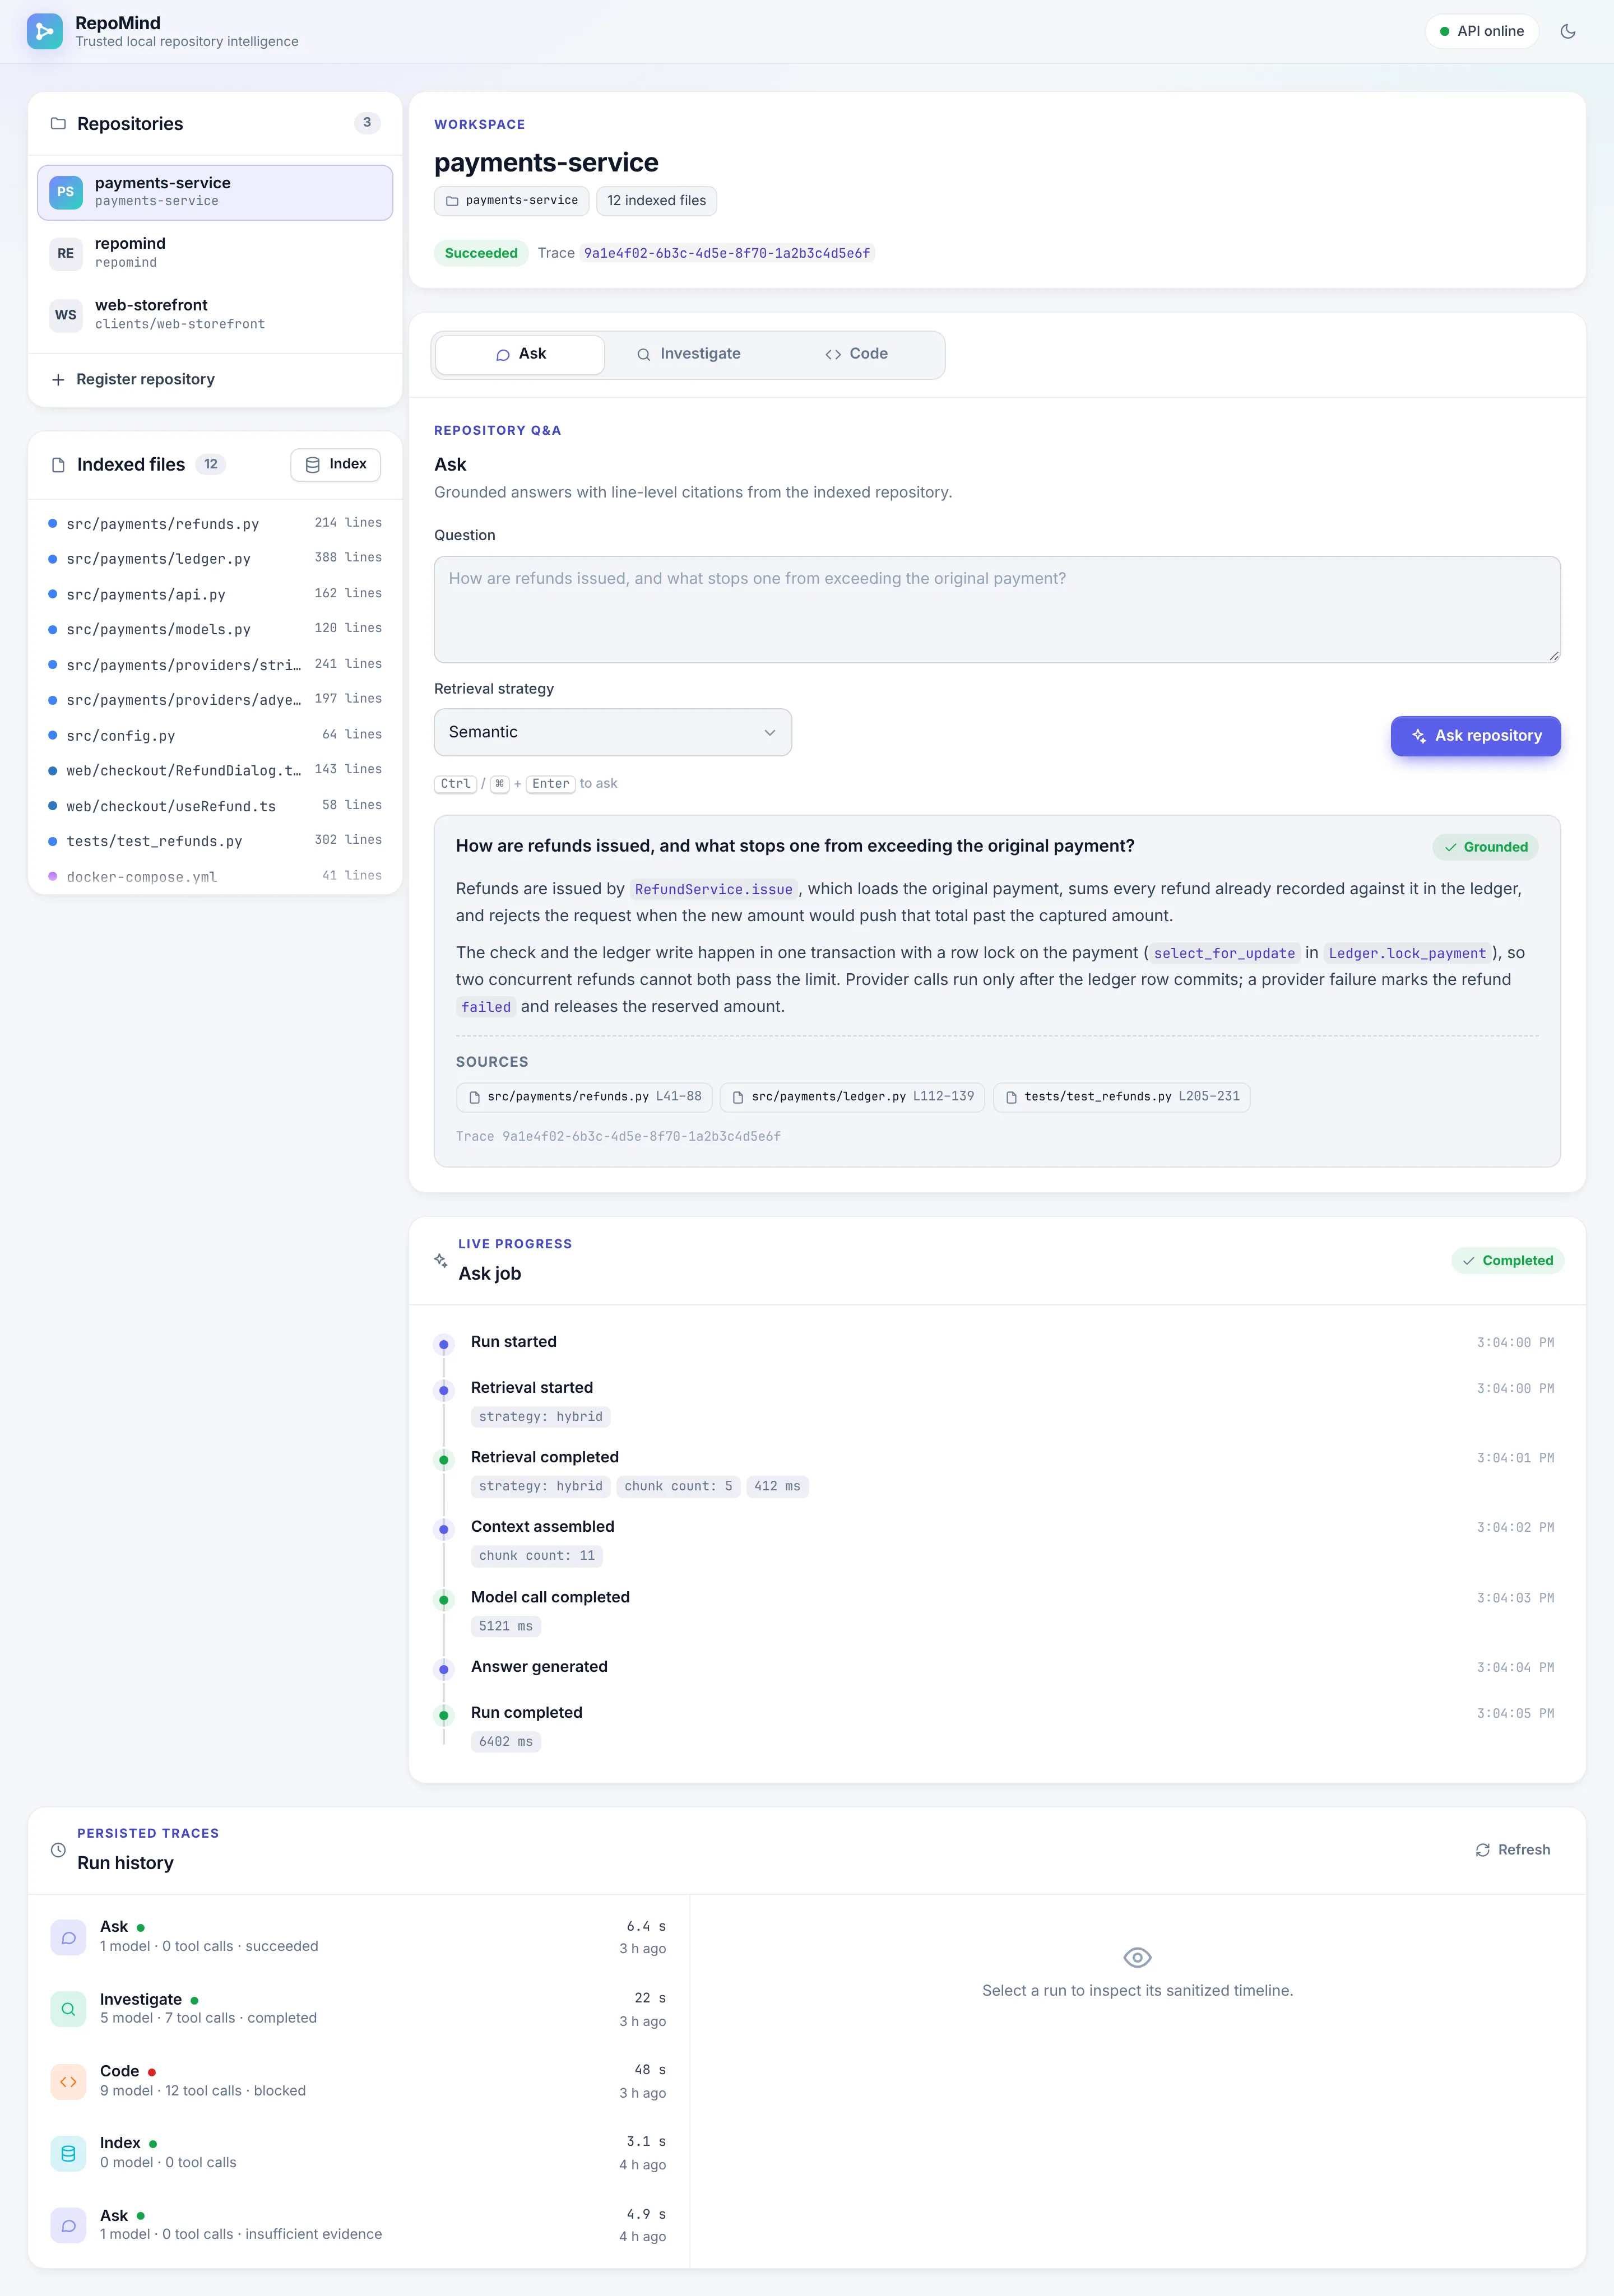 RepoMind
Trusted local repository intelligence
API online
Repositories
3
PS
payments-service
payments-service
RE
repomind
repomind
WS
web-storefront
clients/web-storefront
Register repository
Indexed files 12
Index
src/payments/refunds.py 214 lines
src/payments/ledger.py 388 lines
src/payments/api.py 162 lines
src/payments/models.py 120 lines
src/payments/providers/stri… 241 lines
src/payments/providers/adye… 197 lines
src/config.py 64 lines
web/checkout/RefundDialog.t… 143 lines
web/checkout/useRefund.ts 58 lines
tests/test_refunds.py 302 lines
docker-compose.yml 41 lines
WORKSPACE
payments-service
payments-service 12 indexed files
Succeeded Trace 9a1e4f02-6b3c-4d5e-8f70-1a2b3c4d5e6f
Ask Investigate Code
REPOSITORY Q&A
Ask
Grounded answers with line-level citations from the indexed repository.
Question
How are refunds issued, and what stops one from exceeding the original payment?
Retrieval strategy
Semantic
Ask repository
Ctrl / ⌘ + Enter to ask
How are refunds issued, and what stops one from exceeding the original payment?
Grounded
Refunds are issued by RefundService.issue, which loads the original payment, sums every refund already recorded against it in the ledger,
and rejects the request when the new amount would push that total past the captured amount.
The check and the ledger write happen in one transaction with a row lock on the payment (select_for_update in Ledger.lock_payment), so
two concurrent refunds cannot both pass the limit. Provider calls run only after the ledger row commits; a provider failure marks the refund
failed and releases the reserved amount.
SOURCES
src/payments/refunds.py L41–88 src/payments/ledger.py L112–139 tests/test_refunds.py L205–231
Trace 9a1e4f02-6b3c-4d5e-8f70-1a2b3c4d5e6f
LIVE PROGRESS
Ask job
Completed
Run started 3:04:00 PM
Retrieval started 3:04:00 PM
strategy: hybrid
Retrieval completed 3:04:01 PM
strategy: hybrid chunk count: 5 412 ms
Context assembled 3:04:02 PM
chunk count: 11
Model call completed 3:04:03 PM
5121 ms
Answer generated 3:04:04 PM
Run completed 3:04:05 PM
6402 ms
PERSISTED TRACES
Run history
Refresh
Ask 6.4 s
1 model · 0 tool calls · succeeded 3 h ago
Investigate 22 s
5 model · 7 tool calls · completed 3 h ago
Code 48 s
9 model · 12 tool calls · blocked 3 h ago
Index 3.1 s
0 model · 0 tool calls 4 h ago
Ask 4.9 s
1 model · 0 tool calls · insufficient evidence 4 h ago
Select a run to inspect its sanitized timeline.